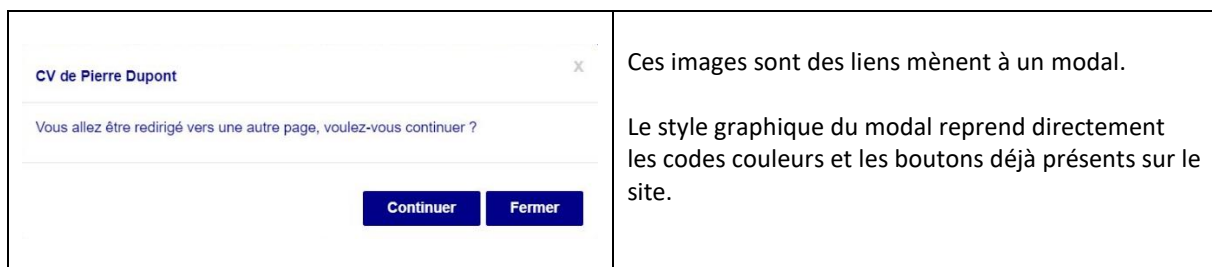 CV de Pierre Dupont
X
Vous allez être redirigé vers une autre page, voulez-vous continuer ?
Continuer
Fermer
Ces images sont des liens mènent à un modal.
Le style graphique du modal reprend directement
les codes couleurs et les boutons déjà présents sur le
site.